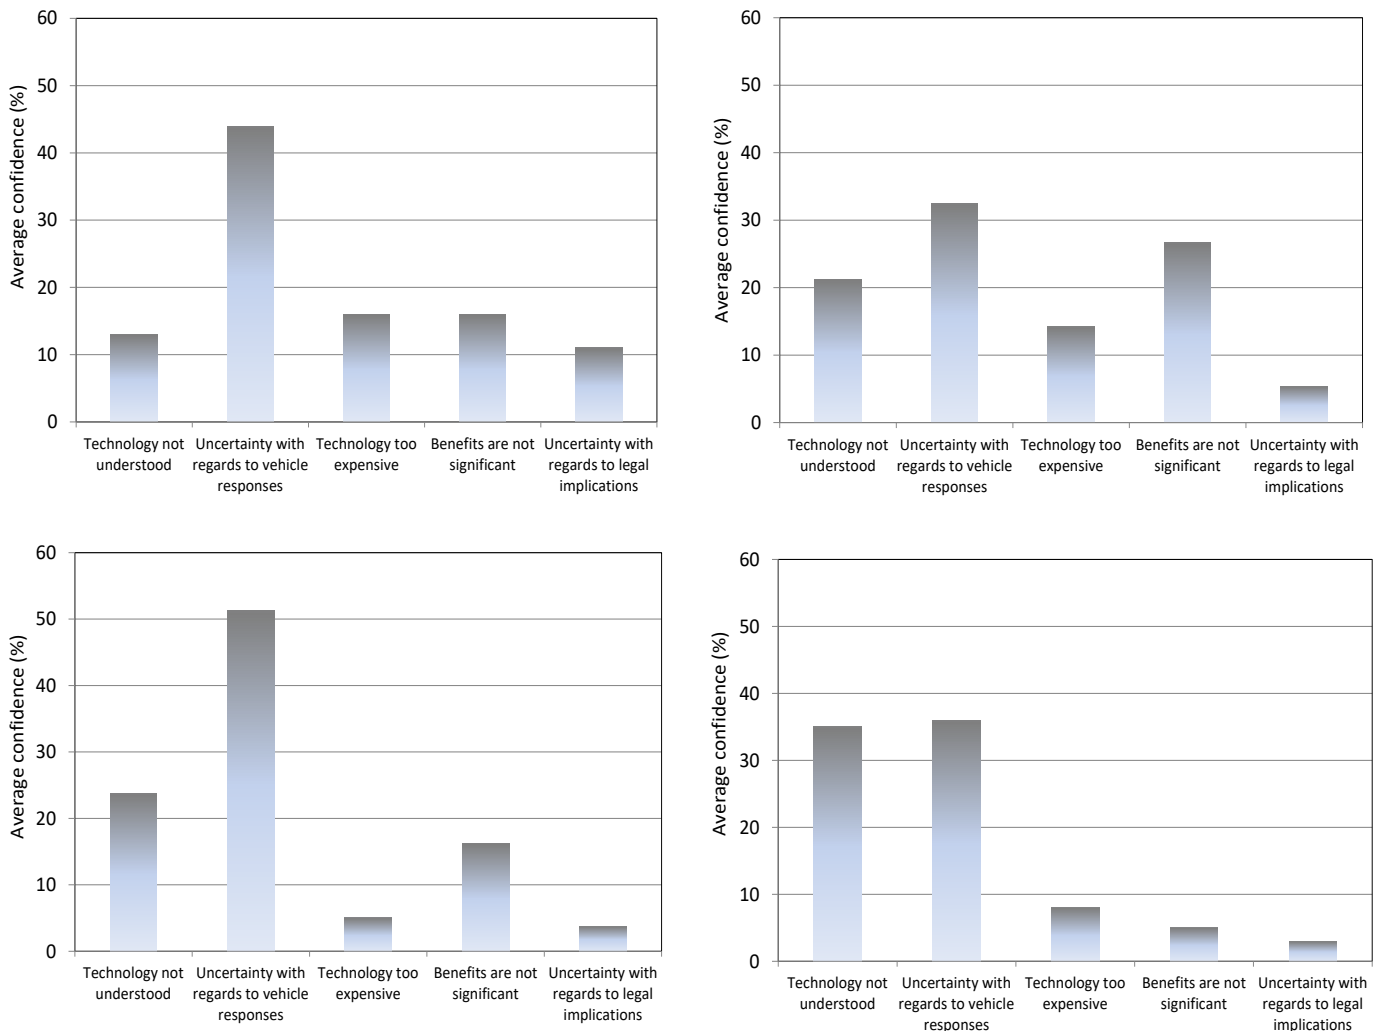 60
50
40
30
20
10
0
Average confidence (%)
Technology not
understood
Uncertainty with
regards to vehicle
responses
Technology too
expensive
Benefits are not
significant
Uncertainty with
regards to legal
implications
60
50
40
30
20
10
0
Average confidence (%)
Technology not
understood
Uncertainty with
regards to vehicle
responses
Technology too
expensive
Benefits are not
significant
Uncertainty with
regards to legal
implications
60
50
40
30
20
10
0
Average confidence (%)
Technology not
understood
Uncertainty with
regards to vehicle
responses
Technology too
expensive
Benefits are not
significant
Uncertainty with
regards to legal
implications
60
50
40
30
20
10
0
Average confidence (%)
Technology not
understood
Uncertainty with
regards to vehicle
responses
Technology too
expensive
Benefits are not
significant
Uncertainty with
regards to legal
implications